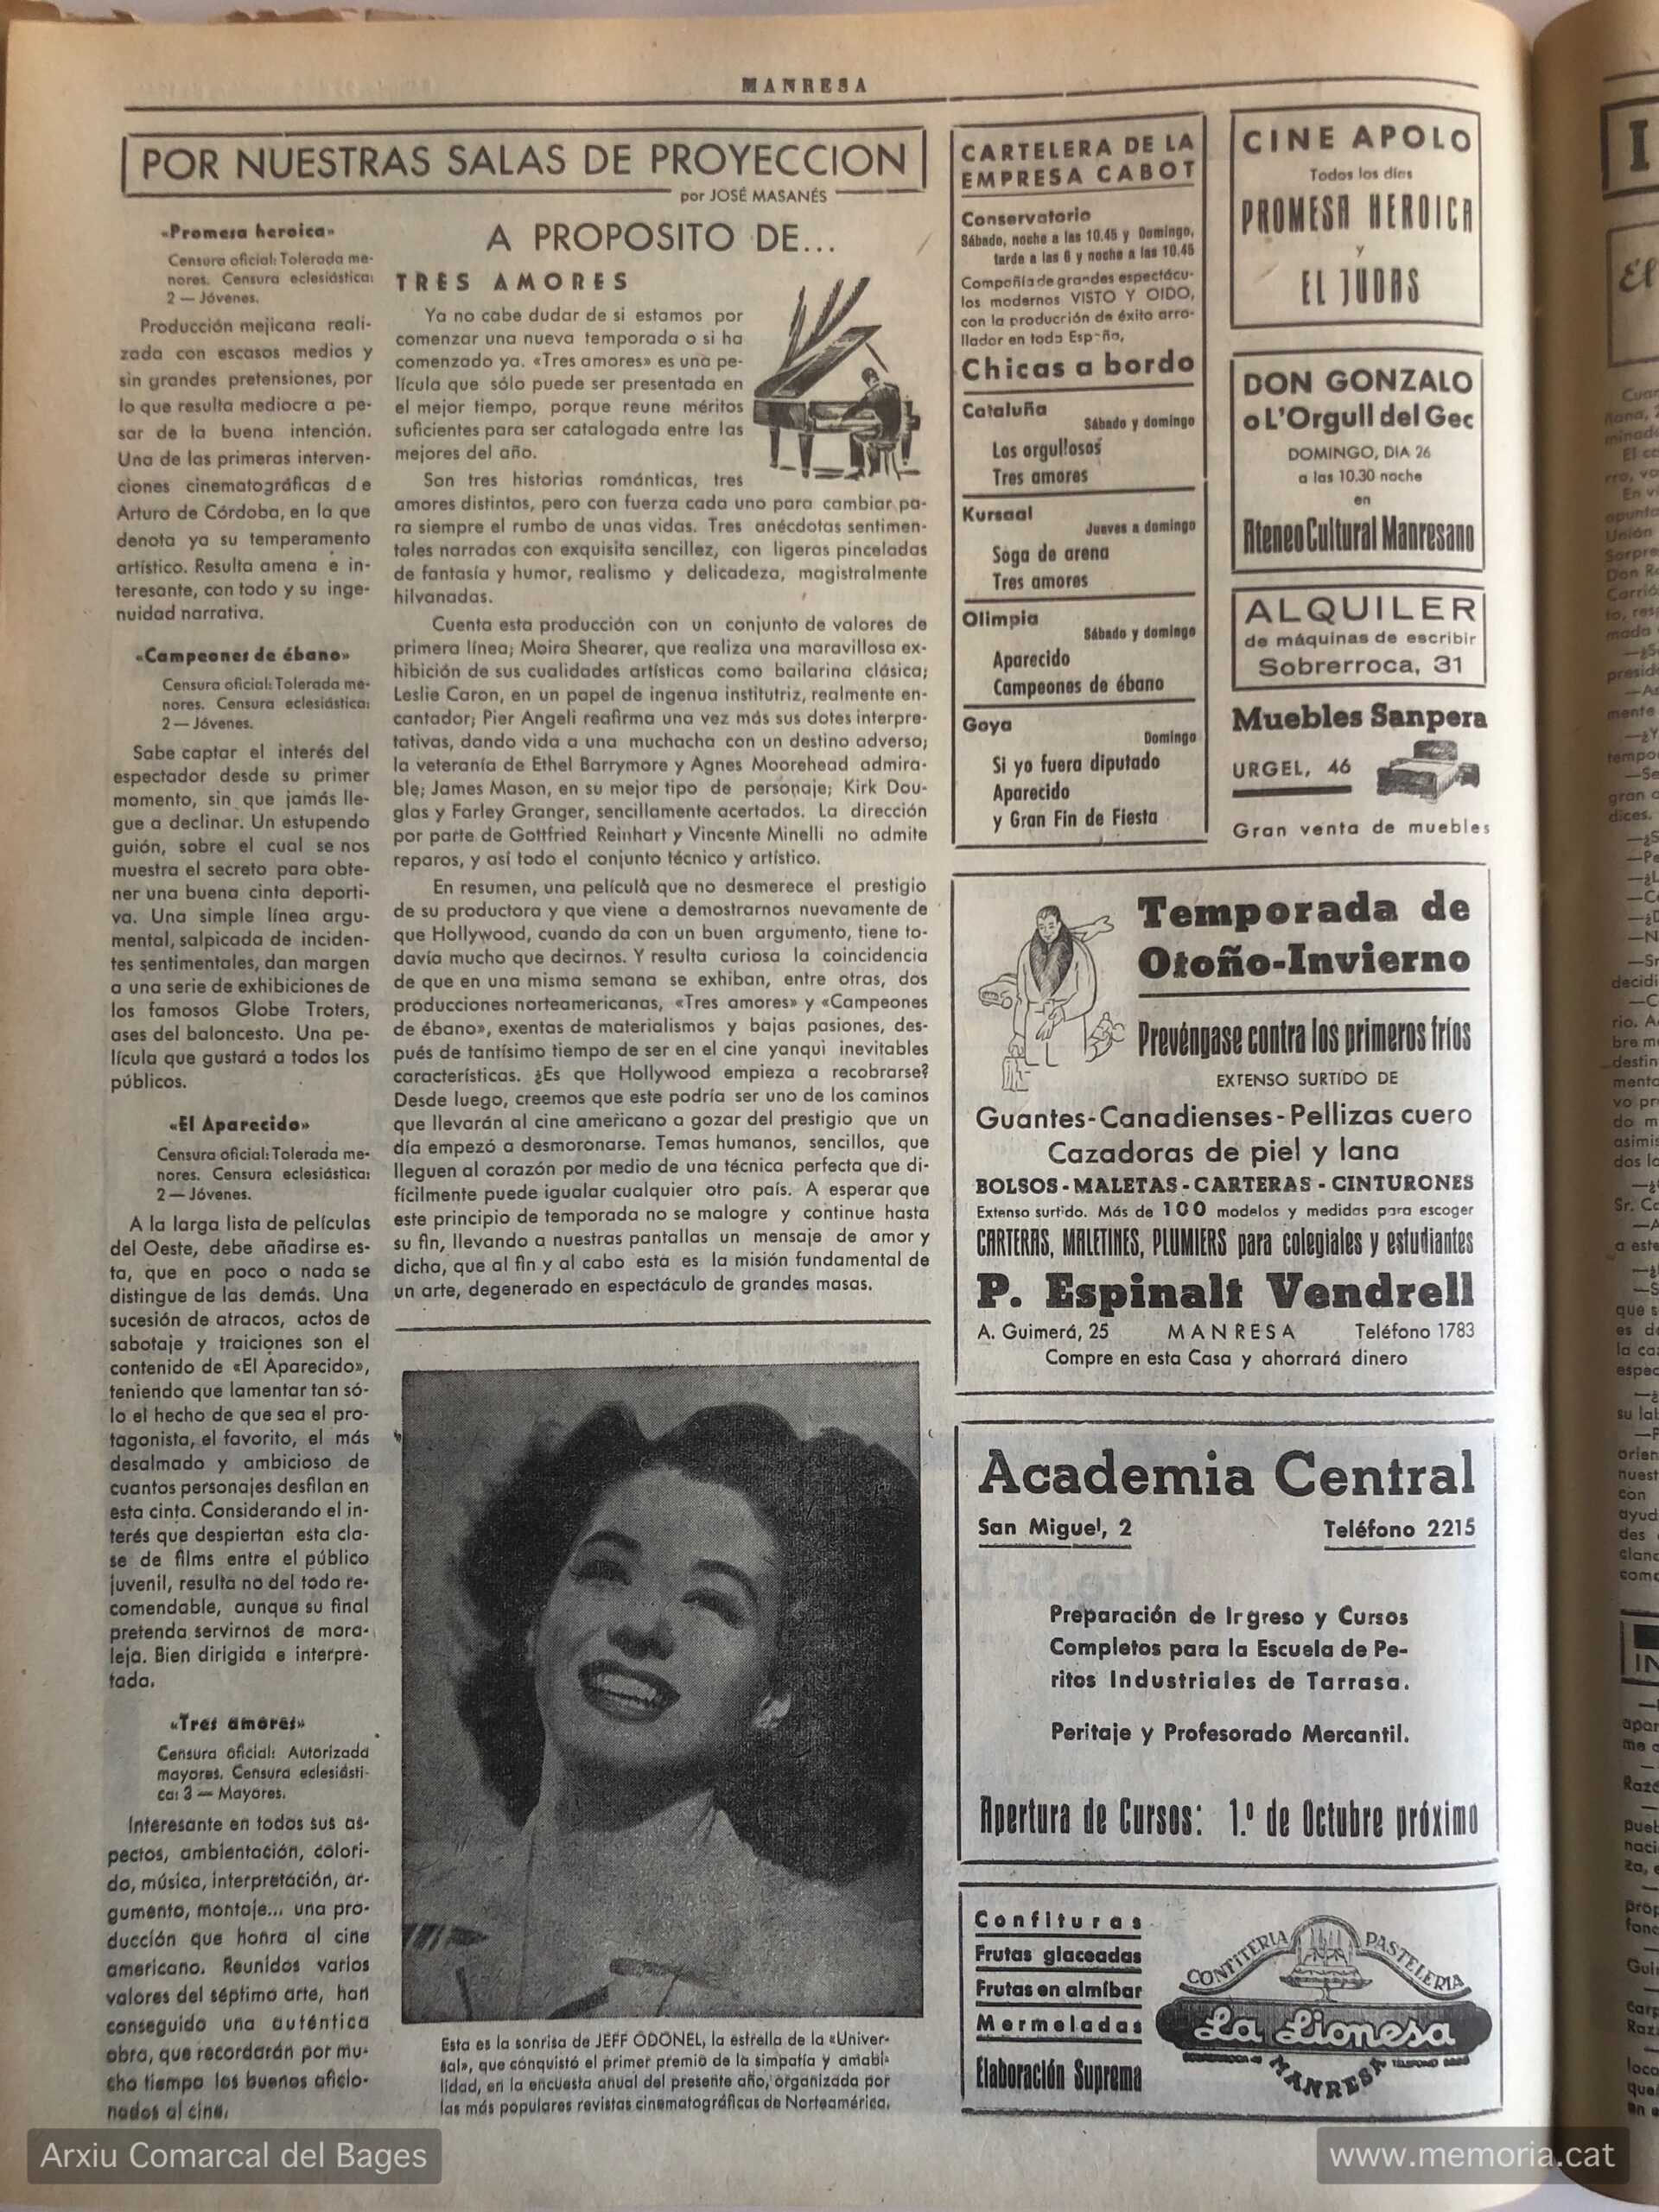 MANRESA
POR NUESTRAS SALAS DE PROYECCION
por JOSÉ MASANÉS
«Promesa heroica»
Censura oficial: Tolerada me-
nores. Censura eclesiástica:
2 — Jóvenes.
Producción mejicana reali-
zada con escasos medios y
sin grandes pretensiones, por
lo que resulta mediocre a pe-
sar de la buena intención.
Una de las primeras interven-
ciones cinematográficas de
Arturo de Córdoba, en la que
denota ya su temperamento
artístico. Resulta amena e in-
teresante, con todo y su inge-
nuidad narrativa.
«Campeones de ébano»
Censura oficial: Tolerada me-
nores. Censura eclesiástica:
2 — Jóvenes.
Sabe captar el interés del
espectador desde su primer
momento, sin que jamás lle-
gue a declinar. Un estupendo
guión, sobre el cual se nos
muestra el secreto para obte-
ner una buena cinta deporti-
va. Una simple línea argu-
mental, salpicada de inciden-
tes sentimentales, dan margen
a una serie de exhibiciones de
los famosos Globe Troters,
ases del baloncesto. Una pe-
lícula que gustará a todos los
públicos.
«El Aparecido»
Censura oficial: Tolerada me-
nores. Censura eclesiástica:
2 — Jóvenes.
A la larga lista de películas
del Oeste, debe añadirse es-
ta, que en poco o nada se
distingue de las demás. Una
sucesión de atracos, actos de
sabotaje y traiciones son el
contenido de «El Aparecido»,
teniendo que lamentar tan só-
lo el hecho de que sea el pro-
tagonista, el favorito, el más
desalmado y ambicioso de
cuantos personajes desfilan en
esta cinta. Considerando el in-
terés que despiertan esta cla-
se de films entre el público
juvenil, resulta no del todo re-
comendable, aunque su final
pretenda servirnos de mora-
leja. Bien dirigida e interpre-
tada.
«Tres amores»
Censura oficial: Autorizada
mayores. Censura eclesiásti-
ca: 3 — Mayores.
Interesante en todos sus as-
pectos, ambientación, colori-
do, música, interpretación, ar-
gumento, montaje... una pro-
ducción que honra al cine
americano. Reunidos varios
valores del séptimo arte, han
conseguido una auténtica
obra, que recordarán por mu-
cho tiempo los buenos aficio-
nados al cine.
A PROPOSITO DE...
TRES AMORES
Ya no cabe dudar de si estamos por
comenzar una nueva temporada o si ha
comenzado ya. «Tres amores» es una pe-
lícula que sólo puede ser presentada en
el mejor tiempo, porque reune méritos
suficientes para ser catalogada entre las
mejores del año.
Son tres historias románticas, tres
amores distintos, pero con fuerza cada uno para cambiar pa-
ra siempre el rumbo de unas vidas. Tres anécdotas sentimen-
tales narradas con exquisita sencillez, con ligeras pinceladas
de fantasía y humor, realismo y delicadeza, magistralmente
hilvanadas.
Cuenta esta producción con un conjunto de valores de
primera línea; Moira Shearer, que realiza una maravillosa ex-
hibición de sus cualidades artísticas como bailarina clásica;
Leslie Caron, en un papel de ingenua institutriz, realmente en-
cantador; Pier Angeli reafirma una vez más sus dotes interpre-
tativas, dando vida a una muchacha con un destino adverso;
la veteranía de Ethel Barrymore y Agnes Moorehead admira-
ble; James Mason, en su mejor tipo de personaje; Kirk Dou-
glas y Farley Granger, sencillamente acertados. La dirección
por parte de Gottfried Reinhart y Vincente Minelli no admite
reparos, y así todo el conjunto técnico y artístico.
En resumen, una película que no desmerece el prestigio
de su productora y que viene a demostrarnos nuevamente de
que Hollywood, cuando da con un buen argumento, tiene to-
davía mucho que decirnos. Y resulta curiosa la coincidencia
de que en una misma semana se exhiban, entre otras, dos
producciones norteamericanas, «Tres amores» y «Campeones
de ébano», exentas de materialismos y bajas pasiones, des-
pués de tantísimo tiempo de ser en el cine yanqui inevitables
características. ¿Es que Hollywood empieza a recobrarse?
Desde luego, creemos que este podría ser uno de los caminos
que llevarán al cine americano a gozar del prestigio que un
día empezó a desmoronarse. Temas humanos, sencillos, que
lleguen al corazón por medio de una técnica perfecta que di-
fícilmente puede igualar cualquier otro país. A esperar que
este principio de temporada no se malogre y continue hasta
su fin, llevando a nuestras pantallas un mensaje de amor y
dicha, que al fin y al cabo esta es la misión fundamental de
un arte, degenerado en espectáculo de grandes masas.
Esta es la sonrisa de JEFF ODONEL, la estrella de la «Univer-
sal», que conquistó el primer premio de la simpatía y amabi-
lidad, en la encuesta anual del presente año, organizada por
las más populares revistas cinematográficas de Norteamérica.
CARTELERA DE LA
EMPRESA CABOT
Conservatorio
Sábado, noche a las 10.45 y Domingo,
tarde a las 6 y noche a las 10.45
Compañía de grandes espectácu-
los modernos VISTO Y OIDO,
con la producción de éxito arro-
llador en toda Esp-ña,
Chicas a bordo
Cataluña
Sábado y domingo
Los orgullosos
Tres amores
Kursaal
Jueves a domingo
Soga de arena
Tres amores
Olimpia
Sábado y domingo
Aparecido
Campeones de ébano
Goya
Domingo
Si yo fuera diputado
Aparecido
y Gran Fin de Fiesta
CINE APOLO
Todos los días
PROMESA HEROICA
y
EL JUDAS
DON GONZALO
o L'Orgull del Gec
DOMINGO, DIA 26
a las 10.30 noche
en
Ateneo Cultural Manresano
ALQUILER
de máquinas de escribir
Sobrerroca, 31
Muebles Sanpera
URGEL, 46
Gran venta de muebles
Temporada de
Otoño-Invierno
Prevéngase contra los primeros fríos
EXTENSO SURTIDO DE
Guantes-Canadienses-Pellizas cuero
Cazadoras de piel y lana
BOLSOS-MALETAS-CARTERAS-CINTURONES
Extenso surtido. Más de 100 modelos y medidas para escoger
CARTERAS, MALETINES, PLUMIERS para colegiales y estudiantes
P. Espinalt Vendrell
A. Guimerá, 25 MANRESA Teléfono 1783
Compre en esta Casa y ahorrará dinero
Academia Central
San Miguel, 2 Teléfono 2215
Preparación de Ingreso y Cursos
Completos para la Escuela de Pe-
ritos Industriales de Tarrasa.
Peritaje y Profesorado Mercantil.
Apertura de Cursos: 1.º de Octubre próximo
Confituras
Frutas glaceadas
Frutas en almíbar
Mermeladas
Elaboración Suprema
CONFITERIA PASTELERIA
La Lionesa
MANRESA
Arxiu Comarcal del Bages
www.memoria.cat